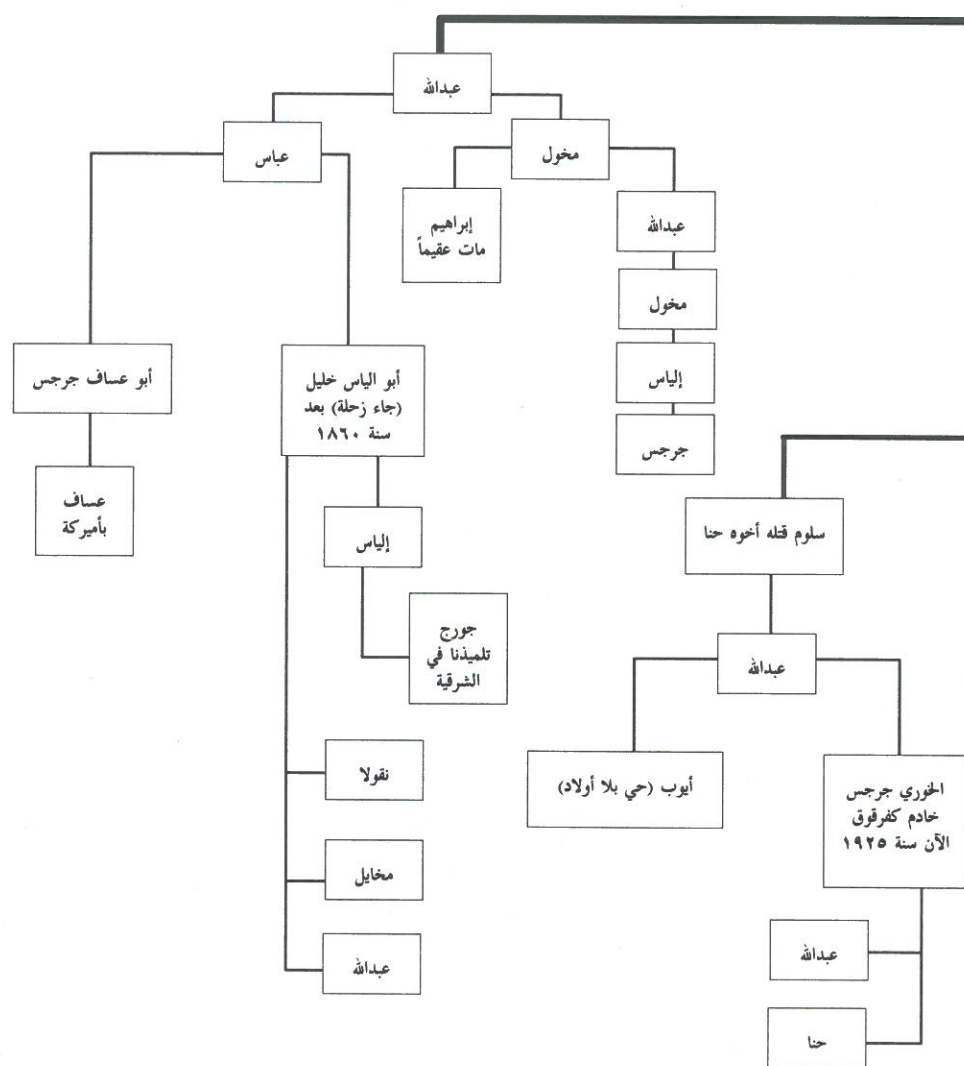 عبدالله
مخول
عباس
إبراهيم
مات عقيماً
عبدالله
مخول
إلياس
جرجس
أبو الياس خليل
(جاء زحلة) بعد
سنة ١٨٦٠
أبو عساف جرجس
عساف
بأميركة
إلياس
جورج
تلميذنا في
الشرقية
نقولا
مخايل
عبدالله
سلوم قتله أخوه حنا
عبدالله
الخوري جرجس
خادم كفرقوق
الآن سنة ١٩٢٥
أيوب (حي بلا أولاد)
عبدالله
حنا